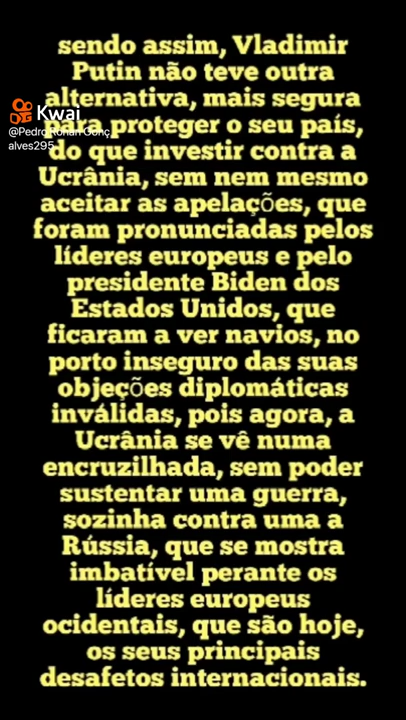 sendo assim, Vladimir
Putin não teve outra
alternativa, mais segura
para proteger o seu país,
do que investir contra a
Ucrânia, sem nem mesmo
aceitar as apelações, que
foram pronunciadas pelos
líderes europeus e pelo
presidente Biden dos
Estados Unidos, que
ficaram a ver navios, no
porto inseguro das suas
objeções diplomáticas
inválidas, pois agora, a
Ucrânia se vê numa
encruzilhada, sem poder
sustentar uma guerra,
sozinha contra uma a
Rússia, que se mostra
imbatível perante os
líderes europeus
ocidentais, que são hoje,
os seus principais
desafetos internacionais.
Kwai
@Pedro Rohan Gonç
alves295